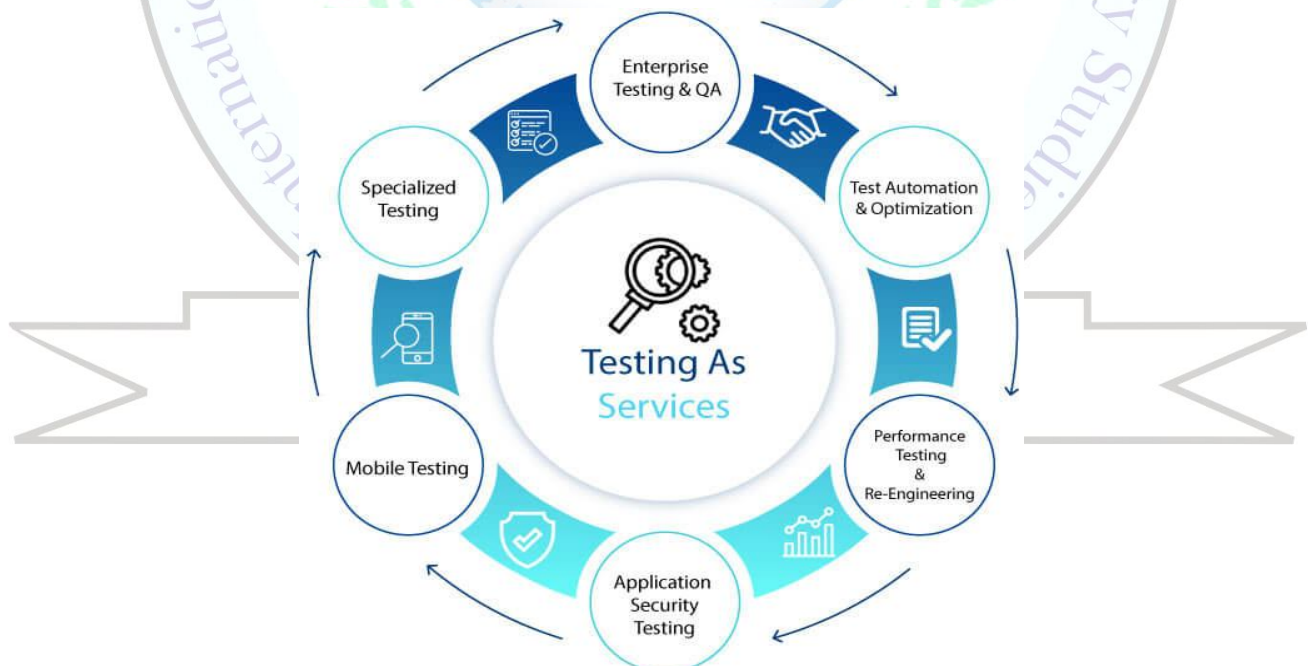 Enterprise
Testing & QA
Test Automation
& Optimization
Performance
Testing
&
Re-Engineering
Application
Security
Testing
Mobile Testing
Specialized
Testing
Testing As
Services